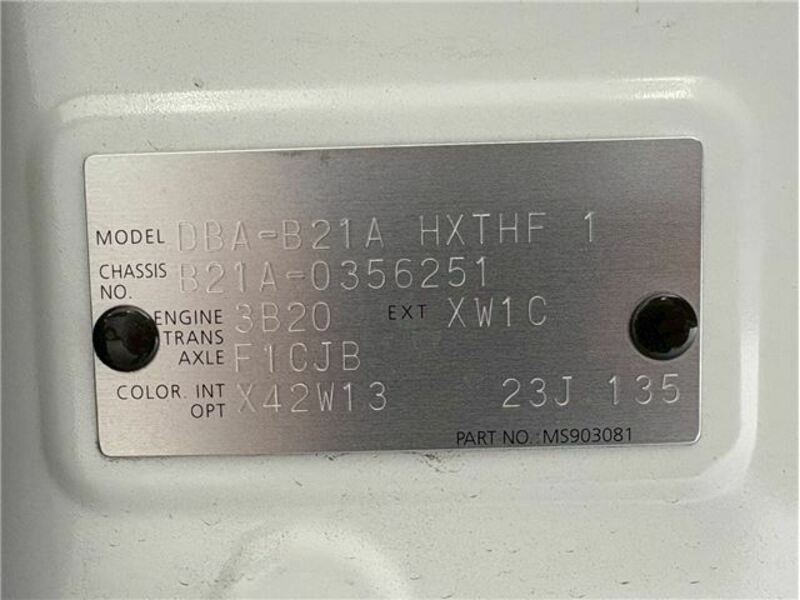 MODEL DBA-B21A HXTHF 1
CHASSIS NO. B21A-0356251
ENGINE 3B20 EXT XW1C
TRANS AXLE F1CJB
COLOR. INT OPT X42W13 23J 135
PART NO.: MS903081